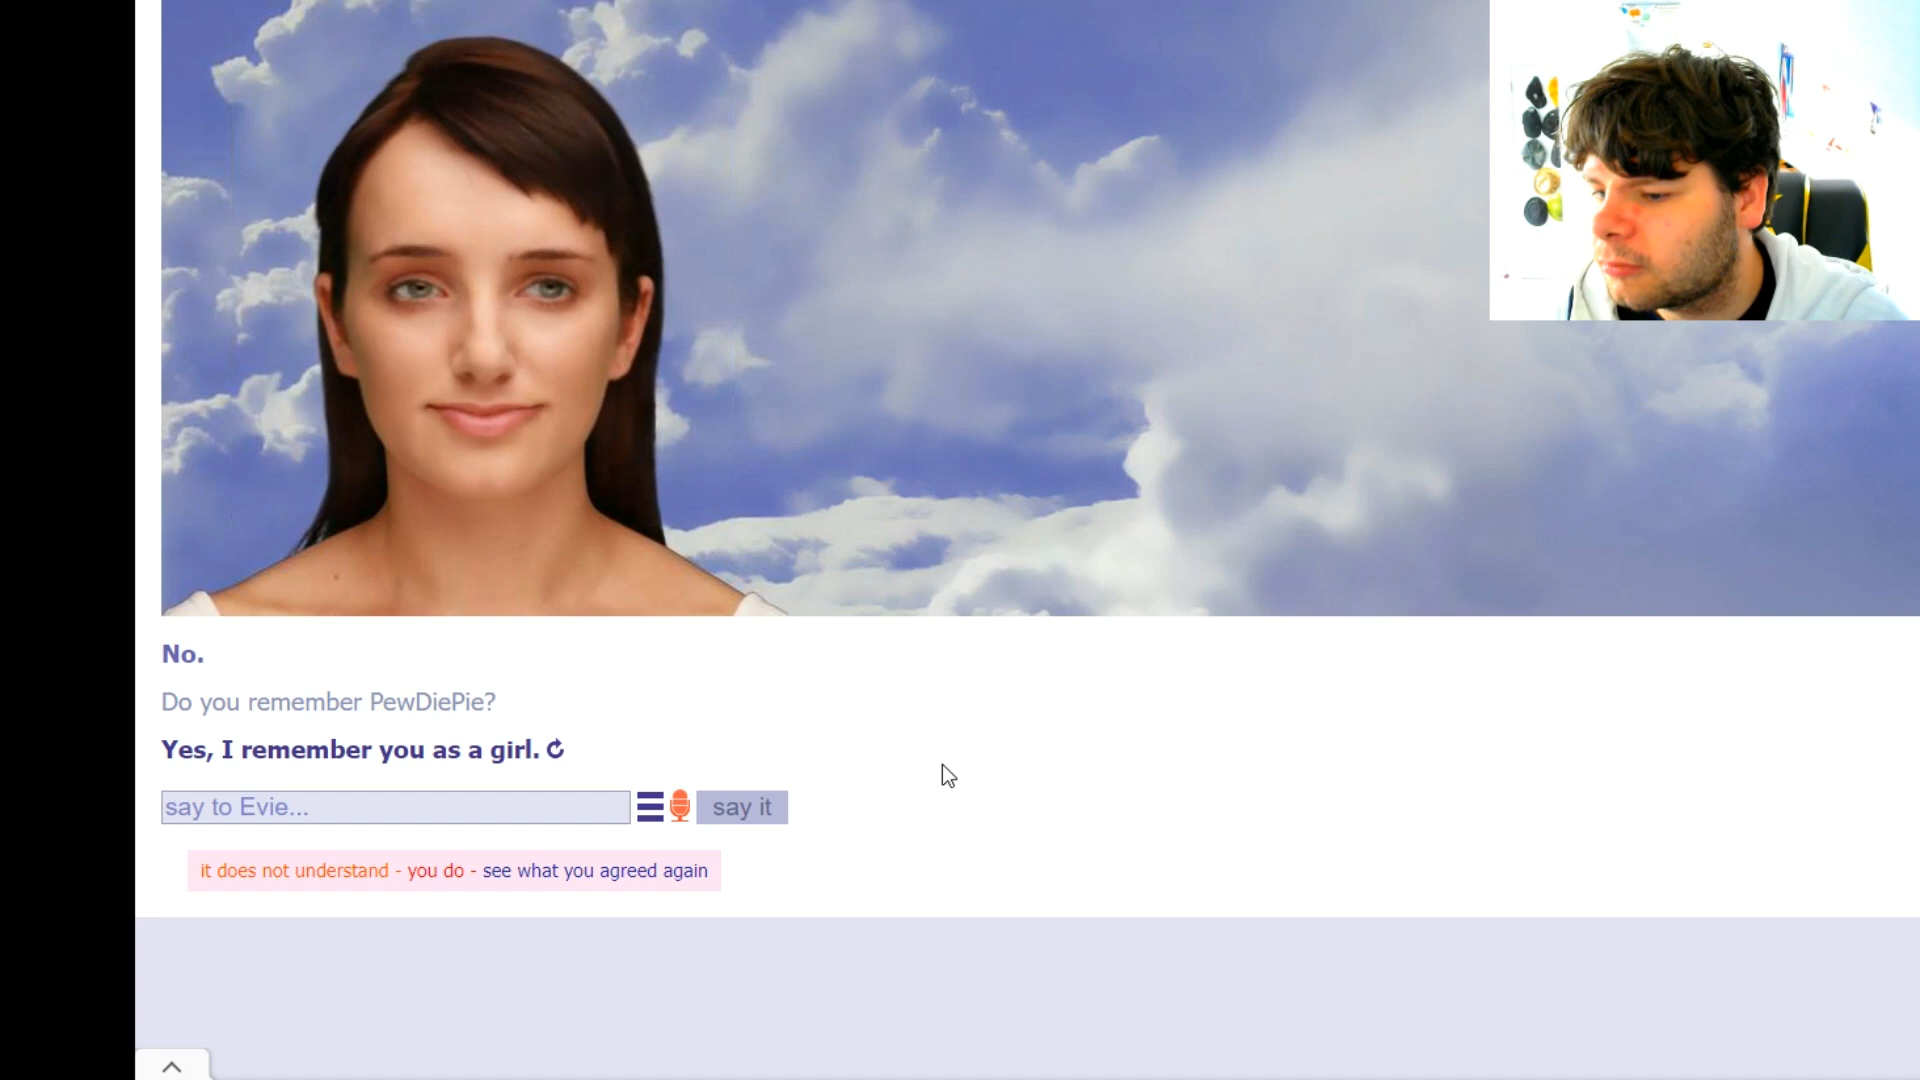 No.
Do you remember PewDiePie?
Yes, I remember you as a girl.
say to Evie... say it
it does not understand - you do - see what you agreed again